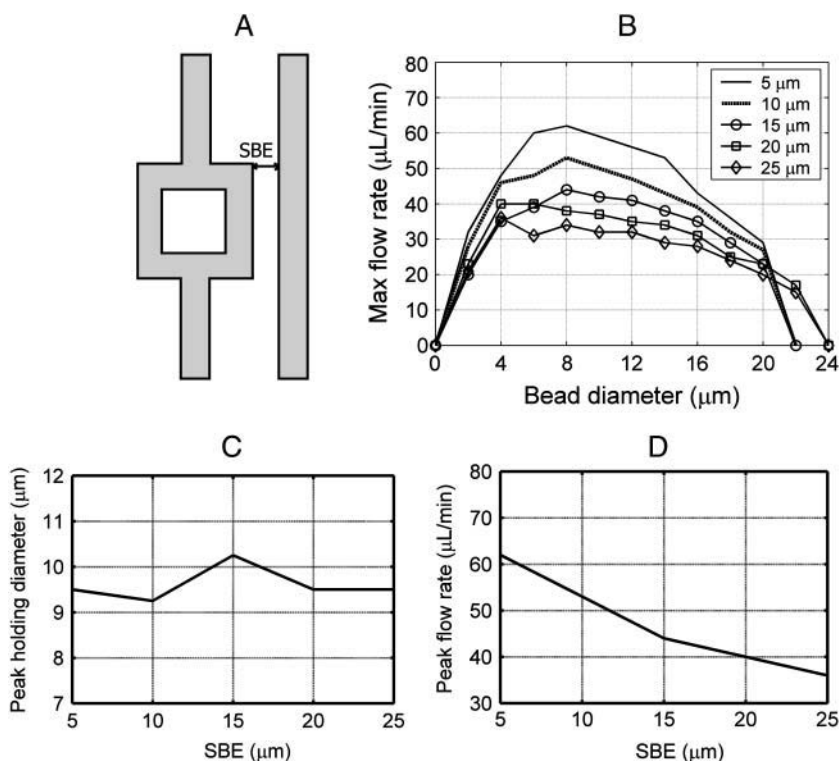 A
SBE
B
Max flow rate (μL/min)
80
70
60
50
40
30
20
10
0
0
4
8
12
16
20
24
Bead diameter (μm)
5 μm
10 μm
15 μm
20 μm
25 μm
C
Peak holding diameter (μm)
12
11
10
9
8
7
5
10
15
20
25
SBE (μm)
D
Peak flow rate (μL/min)
80
70
60
50
40
30
5
10
15
20
25
SBE (μm)